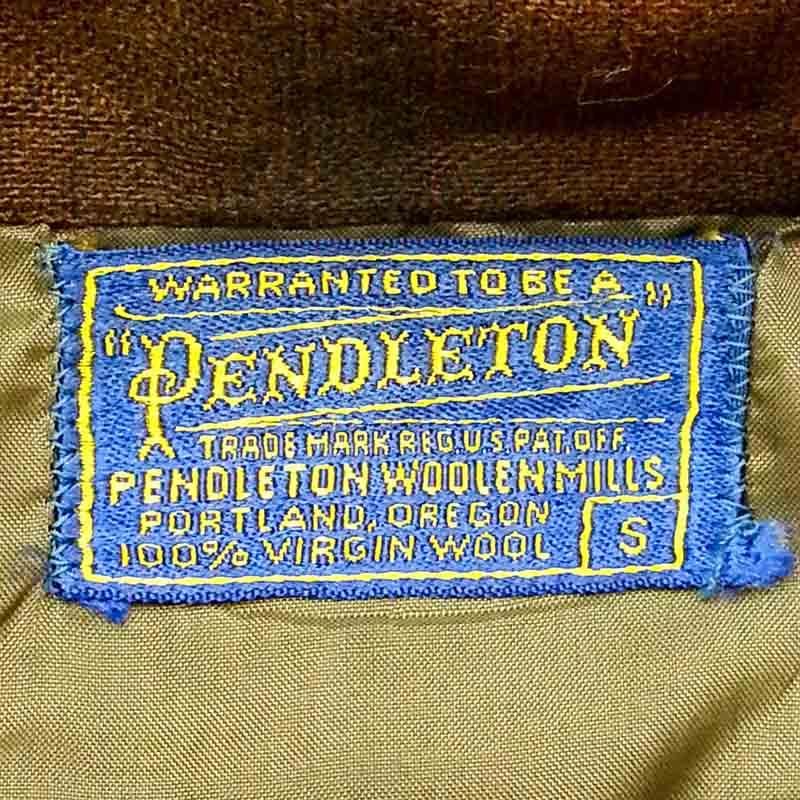 WARRANTED TO BE A
"PENDLETON"
TRADE MARK REG.U.S.PAT.OFF.
PENDLETON WOOLEN MILLS
PORTLAND, OREGON
100% VIRGIN WOOL
S